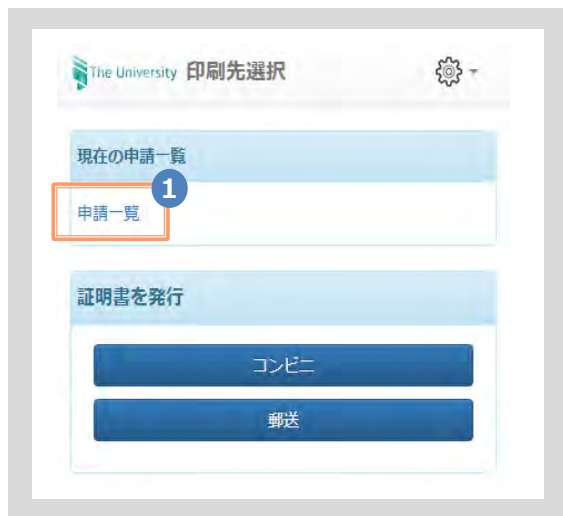 The University 印刷先選択
現在の申請一覧
1
申請一覧
証明書を発行
コンビニ
郵送